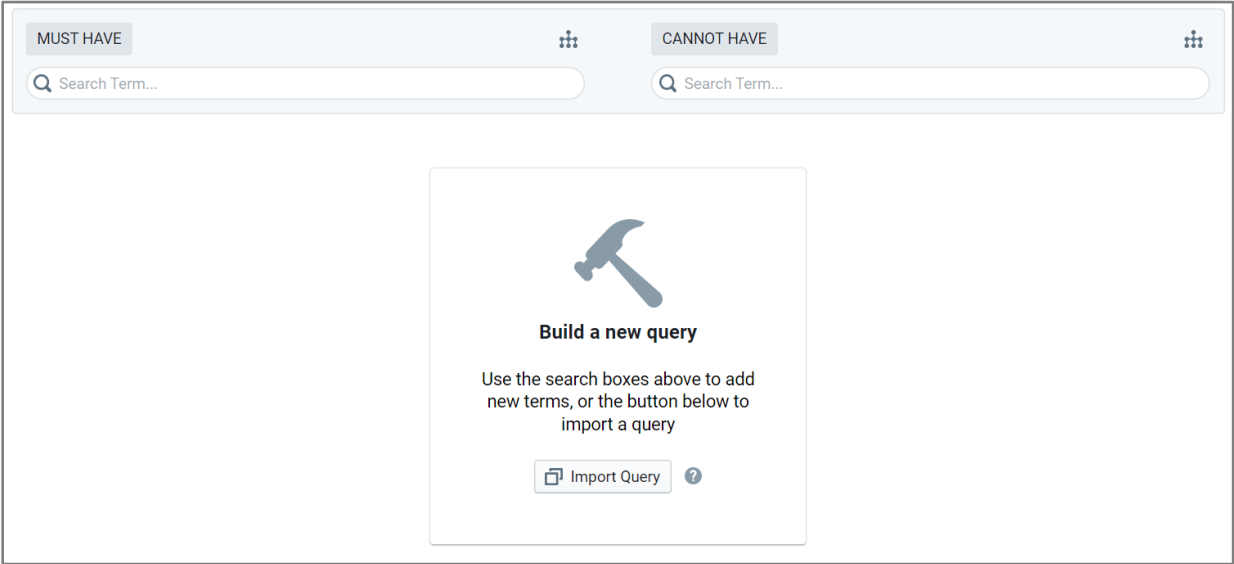 MUST HAVE
CANNOT HAVE
Search Term...
Search Term...
Build a new query
Use the search boxes above to add
new terms, or the button below to
import a query
Import Query
?